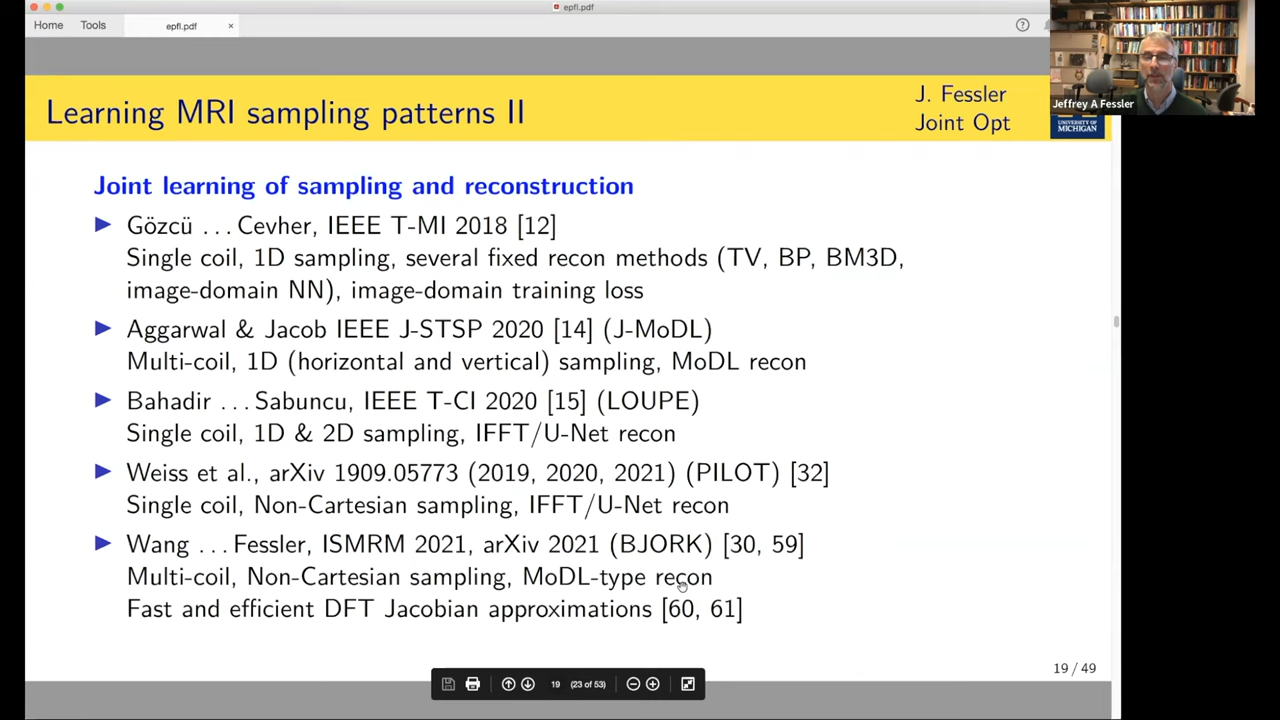 epfl.pdf
Home Tools epfl.pdf ×
Learning MRI sampling patterns II
J. Fessler
Joint Opt
UNIVERSITY OF
MICHIGAN
Jeffrey A Fessler
Joint learning of sampling and reconstruction
Gözcü . . . Cevher, IEEE T-MI 2018 [12]
Single coil, 1D sampling, several fixed recon methods (TV, BP, BM3D,
image-domain NN), image-domain training loss
Aggarwal & Jacob IEEE J-STSP 2020 [14] (J-MoDL)
Multi-coil, 1D (horizontal and vertical) sampling, MoDL recon
Bahadir . . . Sabuncu, IEEE T-CI 2020 [15] (LOUPE)
Single coil, 1D & 2D sampling, IFFT/U-Net recon
Weiss et al., arXiv 1909.05773 (2019, 2020, 2021) (PILOT) [32]
Single coil, Non-Cartesian sampling, IFFT/U-Net recon
Wang . . . Fessler, ISMRM 2021, arXiv 2021 (BJORK) [30, 59]
Multi-coil, Non-Cartesian sampling, MoDL-type recon
Fast and efficient DFT Jacobian approximations [60, 61]
19 / 49
19 (23 of 53)